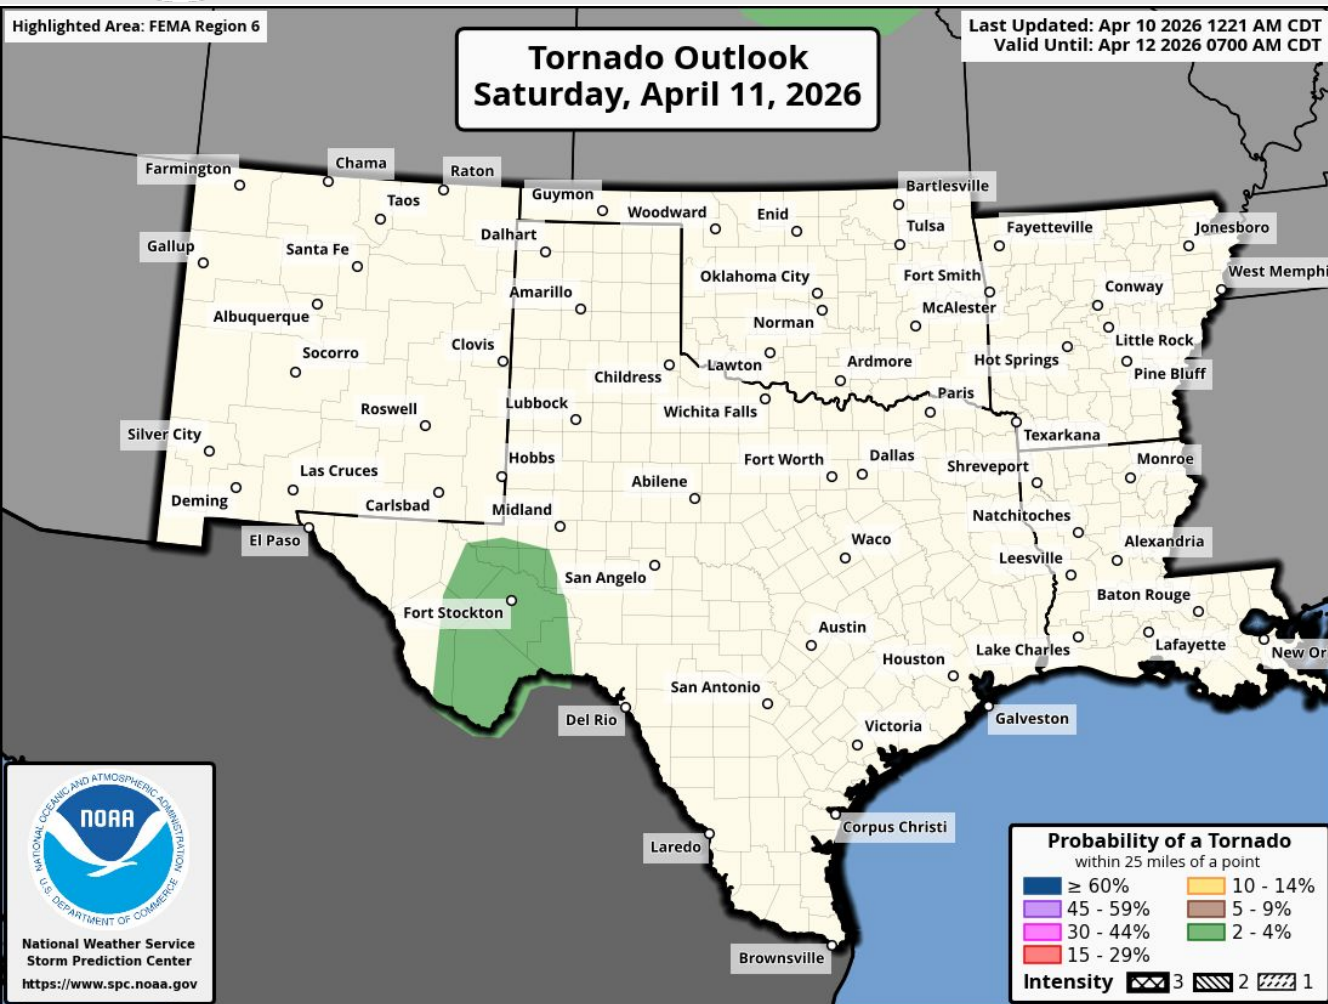 Highlighted Area: FEMA Region 6
Last Updated: Apr 10 2026 1221 AM CDT
Valid Until: Apr 12 2026 0700 AM CDT
Tornado Outlook
Saturday, April 11, 2026
Farmington
Chama
Raton
Taos
Guymon
Woodward
Enid
Bartlesville
Tulsa
Fayetteville
Jonesboro
Gallup
Santa Fe
Dalhart
Oklahoma City
Fort Smith
West Memphi
Albuquerque
Amarillo
Norman
McAlester
Conway
Little Rock
Socorro
Clovis
Childress
Lawton
Ardmore
Hot Springs
Pine Bluff
Roswell
Lubbock
Wichita Falls
Paris
Texarkana
Silver City
Las Cruces
Hobbs
Abilene
Fort Worth
Dallas
Shreveport
Monroe
Deming
Carlsbad
Midland
Natchitoches
El Paso
San Angelo
Waco
Leesville
Alexandria
Fort Stockton
Austin
Baton Rouge
Houston
Lake Charles
Lafayette
New Or
Del Rio
San Antonio
Galveston
Victoria
Corpus Christi
Laredo
Brownsville
NATIONAL OCEANIC AND ATMOSPHERIC ADMINISTRATION
NOAA
U.S. DEPARTMENT OF COMMERCE
National Weather Service
Storm Prediction Center
https://www.spc.noaa.gov
Probability of a Tornado
within 25 miles of a point
≥ 60%
10 - 14%
45 - 59%
5 - 9%
30 - 44%
2 - 4%
15 - 29%
Intensity 3 2 1